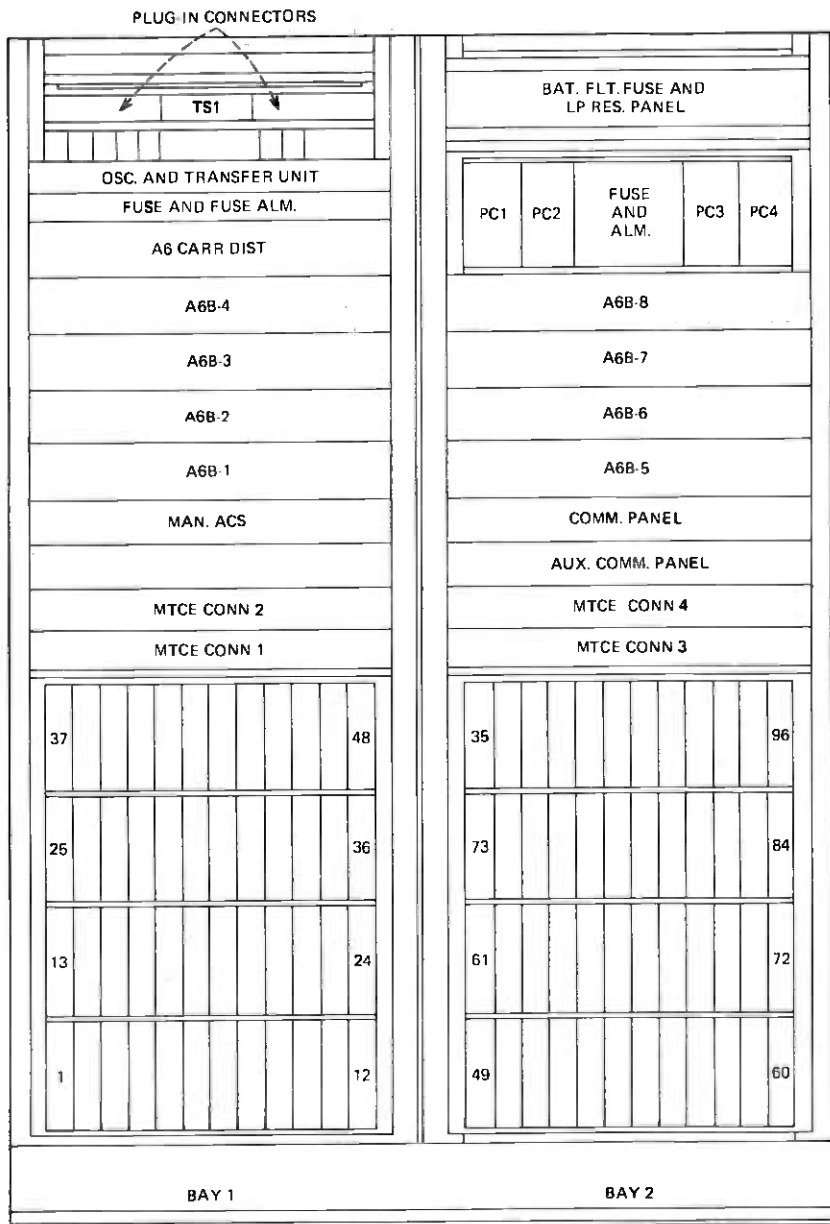 PLUG-IN CONNECTORS
TS1
OSC. AND TRANSFER UNIT
FUSE AND FUSE ALM.
A6 CARR DIST
A6B-4
A6B-3
A6B-2
A6B-1
MAN. ACS
MTCE CONN 2
MTCE CONN 1
37 48
25 36
13 24
1 12
BAY 1
BAT. FLT. FUSE AND
LP RES. PANEL
PC1 PC2 FUSE
AND
ALM. PC3 PC4
A6B-8
A6B-7
A6B-6
A6B-5
COMM. PANEL
AUX. COMM. PANEL
MTCE CONN 4
MTCE CONN 3
35 96
73 84
61 72
49 60
BAY 2